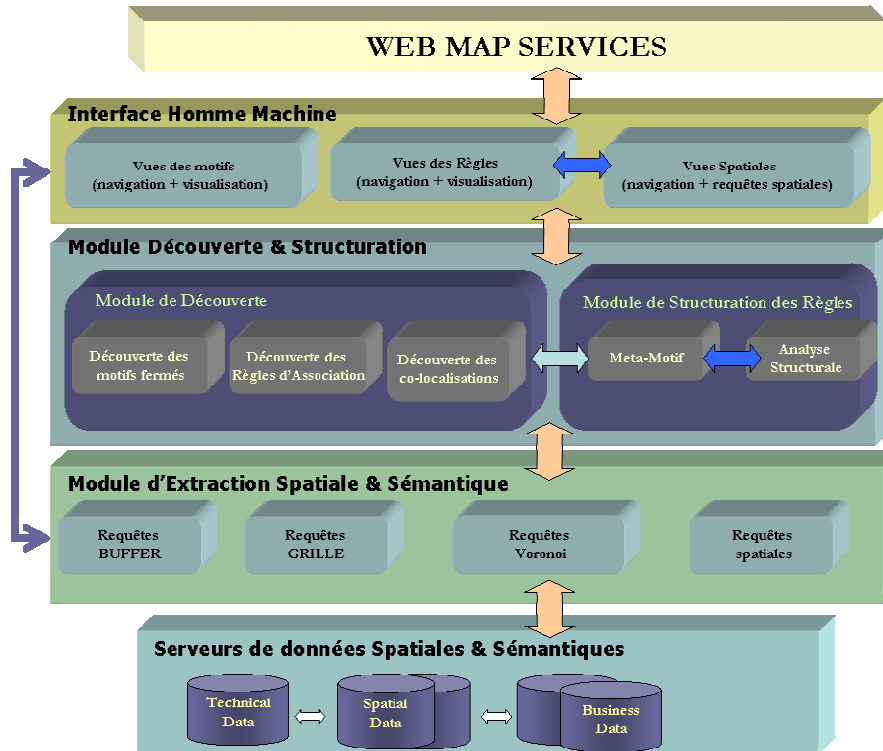 WEB MAP SERVICES
Interface Homme Machine
Vues des motifs
(navigation + visualisation)
Vues des Règles
(navigation + visualisation)
Vues Spatiales
(navigation + requêtes spatiales)
Module Découverte & Structuration
Module de Découverte
Découverte des
motifs fermés
Découverte des
Règles d'Association
Découverte des
co-localisations
Module de Structuration des Règles
Meta-Motif
Analyse
Structurale
Module d'Extraction Spatiale & Sémantique
Requêtes
BUFFER
Requêtes
GRILLE
Requêtes
Voronoi
Requêtes
spatiales
Serveurs de données Spatiales & Sémantiques
Technical
Data
Spatial
Data
Business
Data